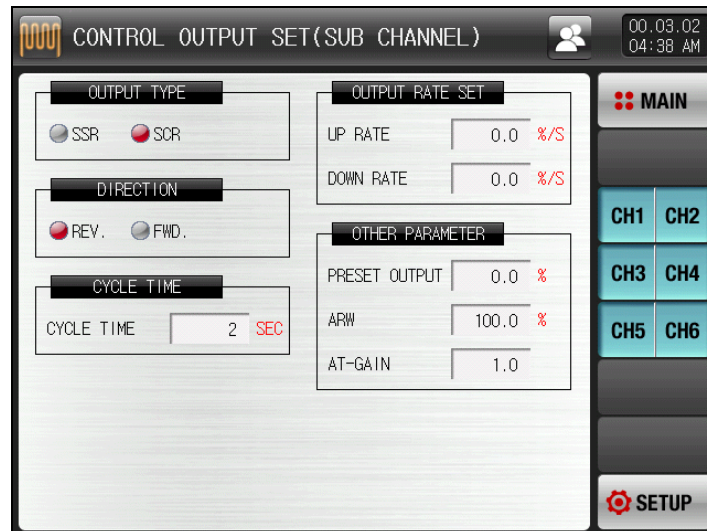 CONTROL OUTPUT SET(SUB CHANNEL)
00.03.02
04:38 AM
OUTPUT TYPE
SSR SCR
DIRECTION
REV. FWD.
CYCLE TIME
CYCLE TIME 2 SEC
OUTPUT RATE SET
UP RATE 0.0 %/S
DOWN RATE 0.0 %/S
OTHER PARAMETER
PRESET OUTPUT 0.0 %
ARW 100.0 %
AT-GAIN 1.0
MAIN
CH1 CH2
CH3 CH4
CH5 CH6
SETUP